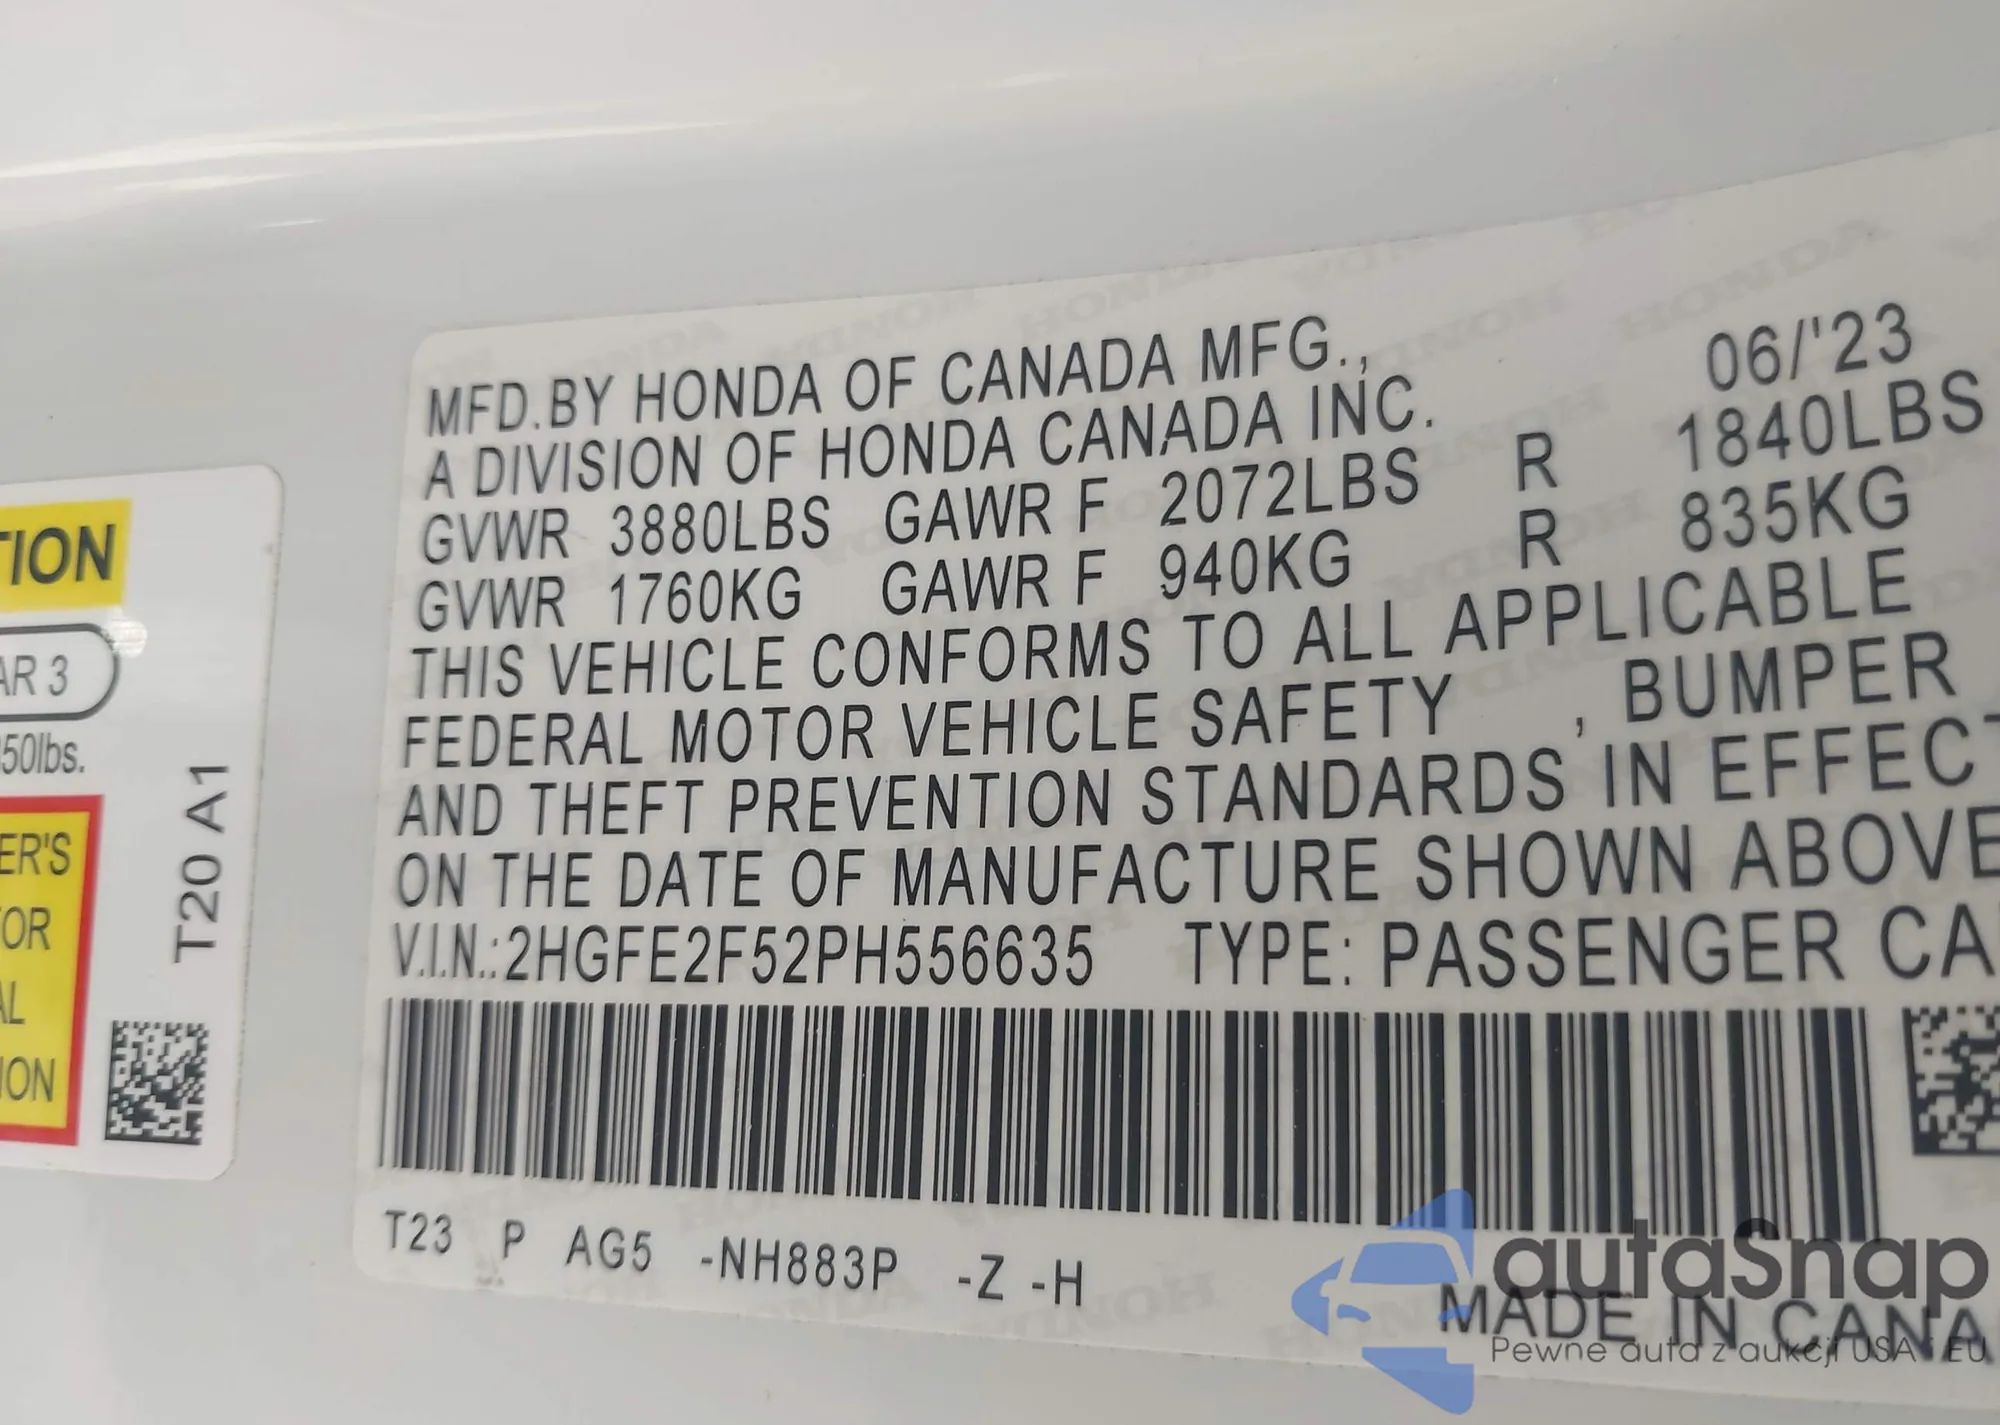 MFD.BY HONDA OF CANADA MFG., 06/'23
A DIVISION OF HONDA CANADA INC.
GVWR 3880LBS GAWR F 2072LBS R 1840LBS
GVWR 1760KG GAWR F 940KG R 835KG
THIS VEHICLE CONFORMS TO ALL APPLICABLE
FEDERAL MOTOR VEHICLE SAFETY , BUMPER
AND THEFT PREVENTION STANDARDS IN EFFECT
ON THE DATE OF MANUFACTURE SHOWN ABOVE
V.I.N.:2HGFE2F52PH556635 TYPE: PASSENGER CA
T23 P AG5 -NH883P -Z -H
MADE IN CANA
TION
AR 3
50lbs.
ER'S
OR
AL
ION
T20 A1
autaSnap
Pewne auta z aukcji USA i EU